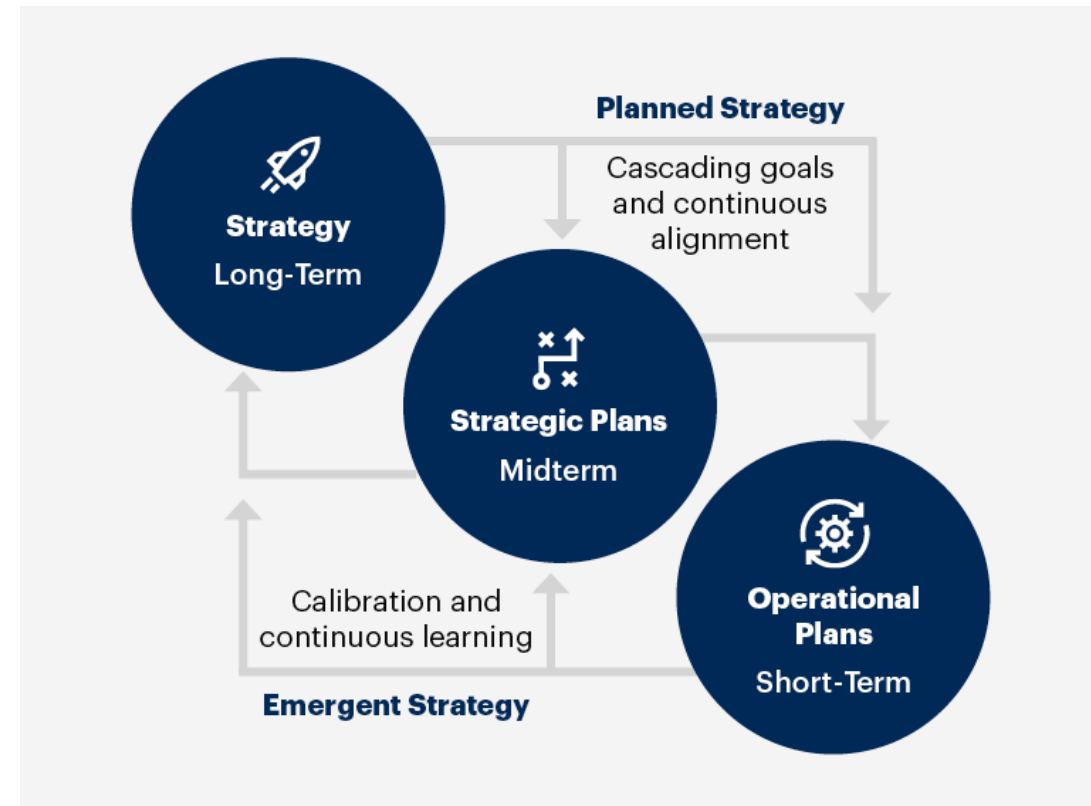 Planned Strategy
Cascading goals
and continuous
alignment
Strategy
Long-Term
Strategic Plans
Midterm
Operational
Plans
Short-Term
Calibration and
continuous learning
Emergent Strategy